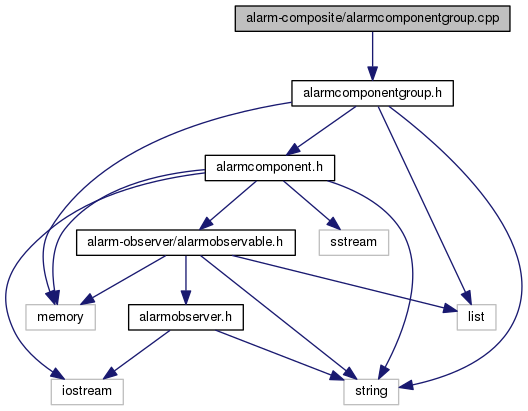 alarm-composite/alarmcomponentgroup.cpp
alarmcomponentgroup.h
alarmcomponent.h
alarm-observer/alarmobservable.h
sstream
memory
alarmobserver.h
list
iostream
string